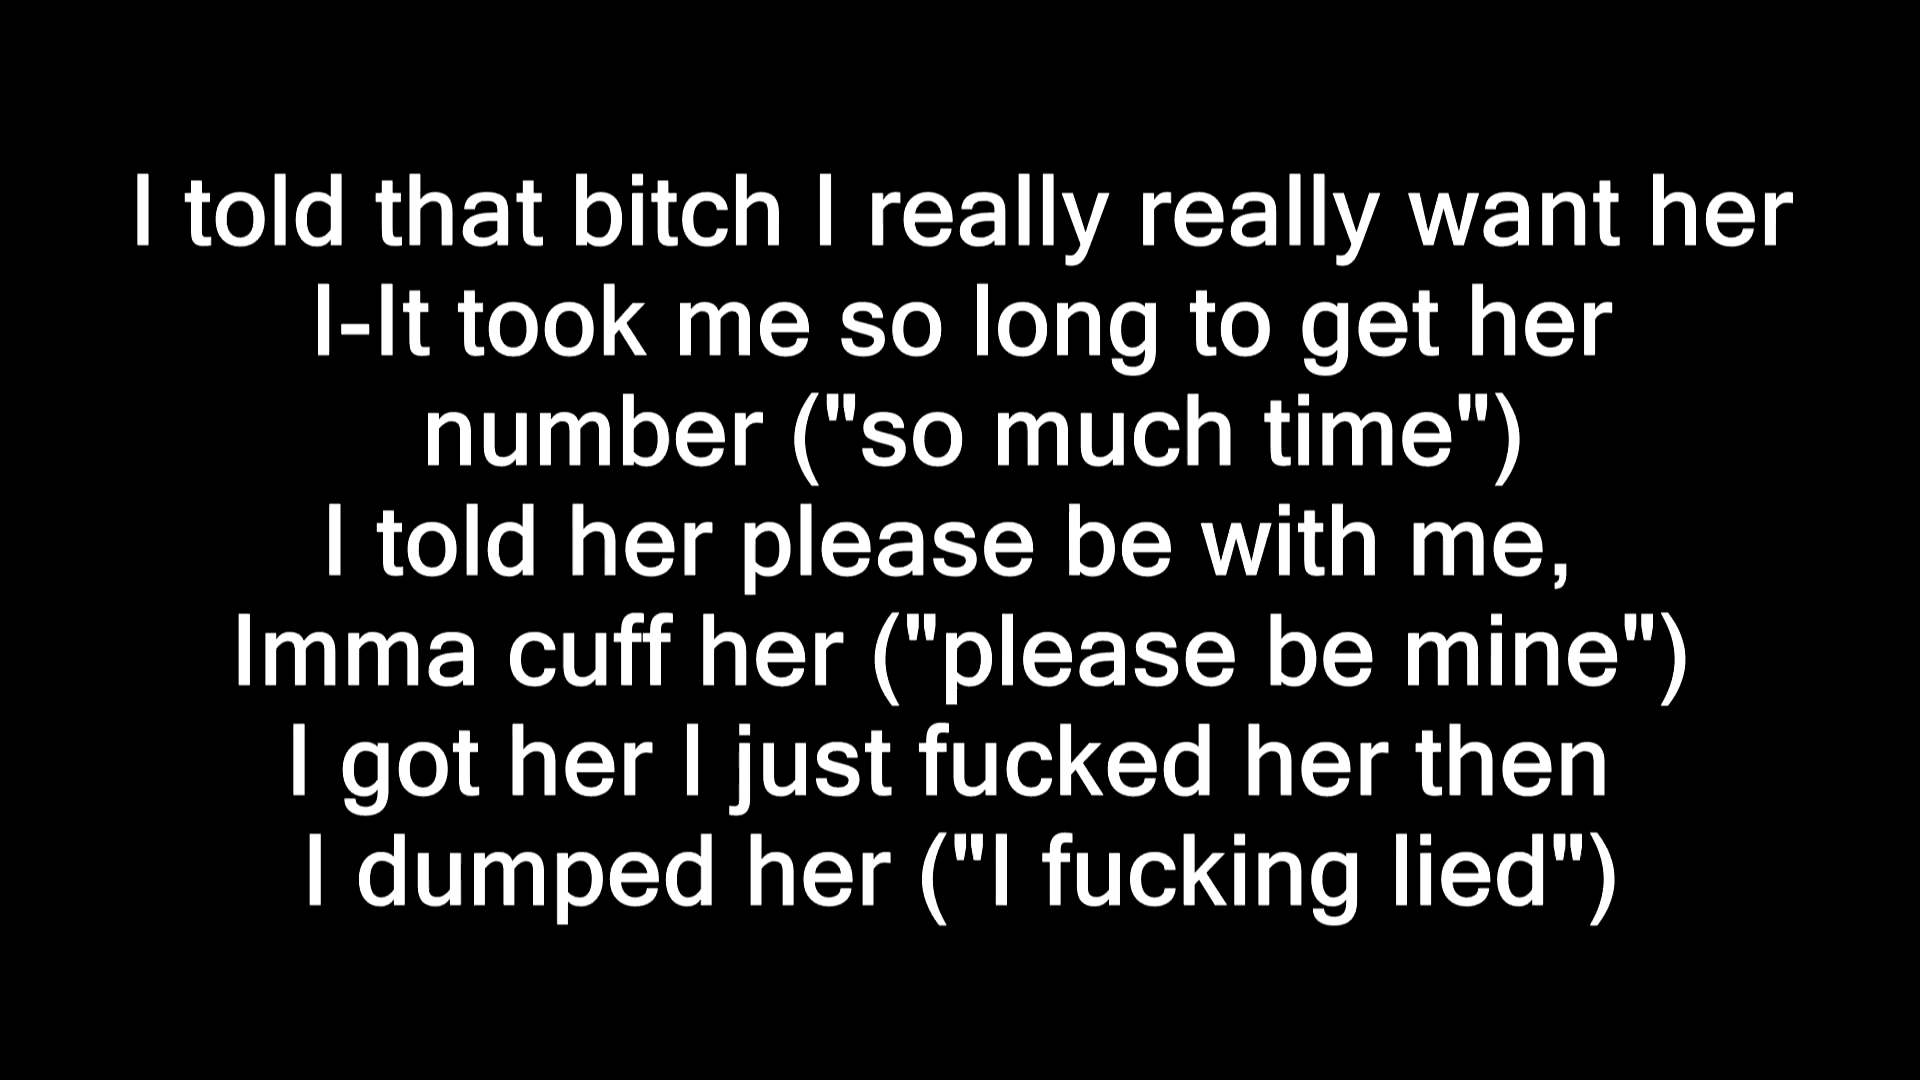 I told that bitch I really really want her
I-It took me so long to get her
number ("so much time")
I told her please be with me,
Imma cuff her ("please be mine")
I got her I just fucked her then
I dumped her ("I fucking lied")